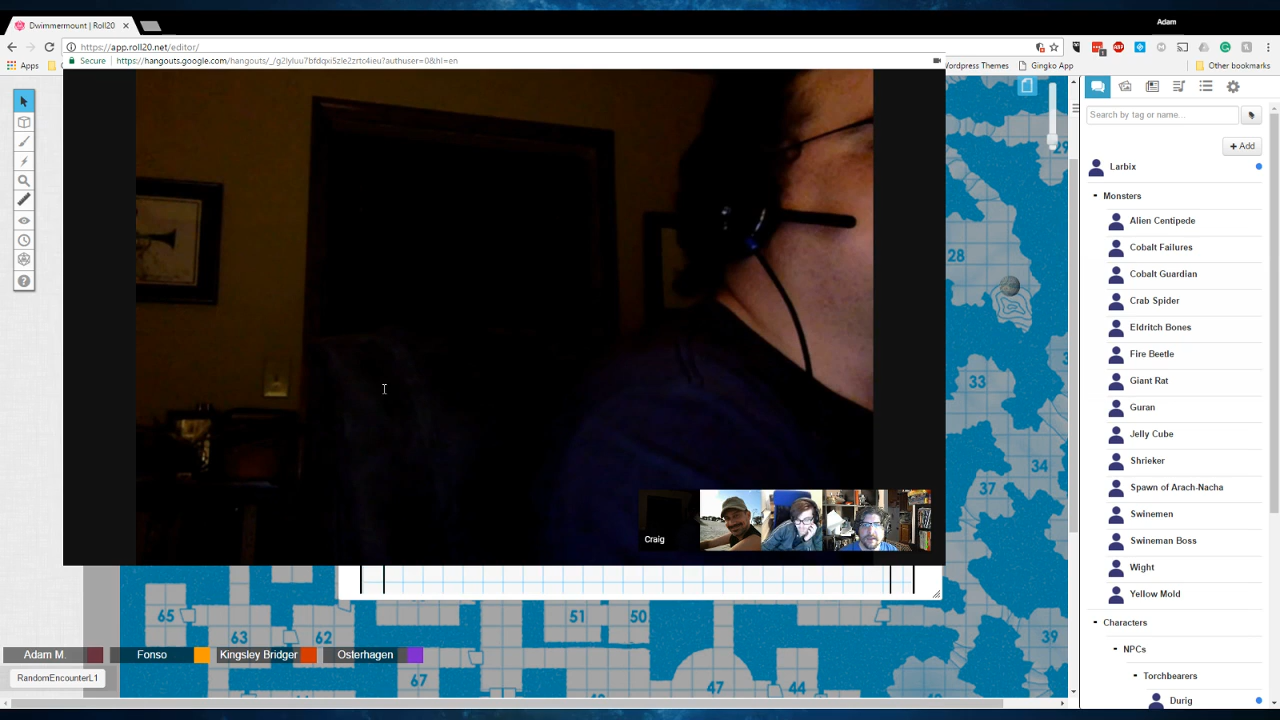 Adam
Dwimmermount | Roll20
https://app.roll20.net/editor/
Apps
Wordpress Themes
Gingko App
Other bookmarks
Secure
https://hangouts.google.com/hangouts/_/g2lyluu7bfdqxi5zle2zrtc4ieu?authuser=0&hl=en
Search by tag or name...
+ Add
Larbix
Monsters
Alien Centipede
Cobalt Failures
Cobalt Guardian
Crab Spider
Eldritch Bones
Fire Beetle
Giant Rat
Guran
Jelly Cube
Shrieker
Spawn of Arach-Nacha
Swinemen
Swineman Boss
Wight
Yellow Mold
Characters
NPCs
Torchbearers
Durig
29
28
33
34
37
Craig
65
63
62
51
50
39
67
47
44
Adam M.
Fonso
Kingsley Bridger
Osterhagen
RandomEncounterL1